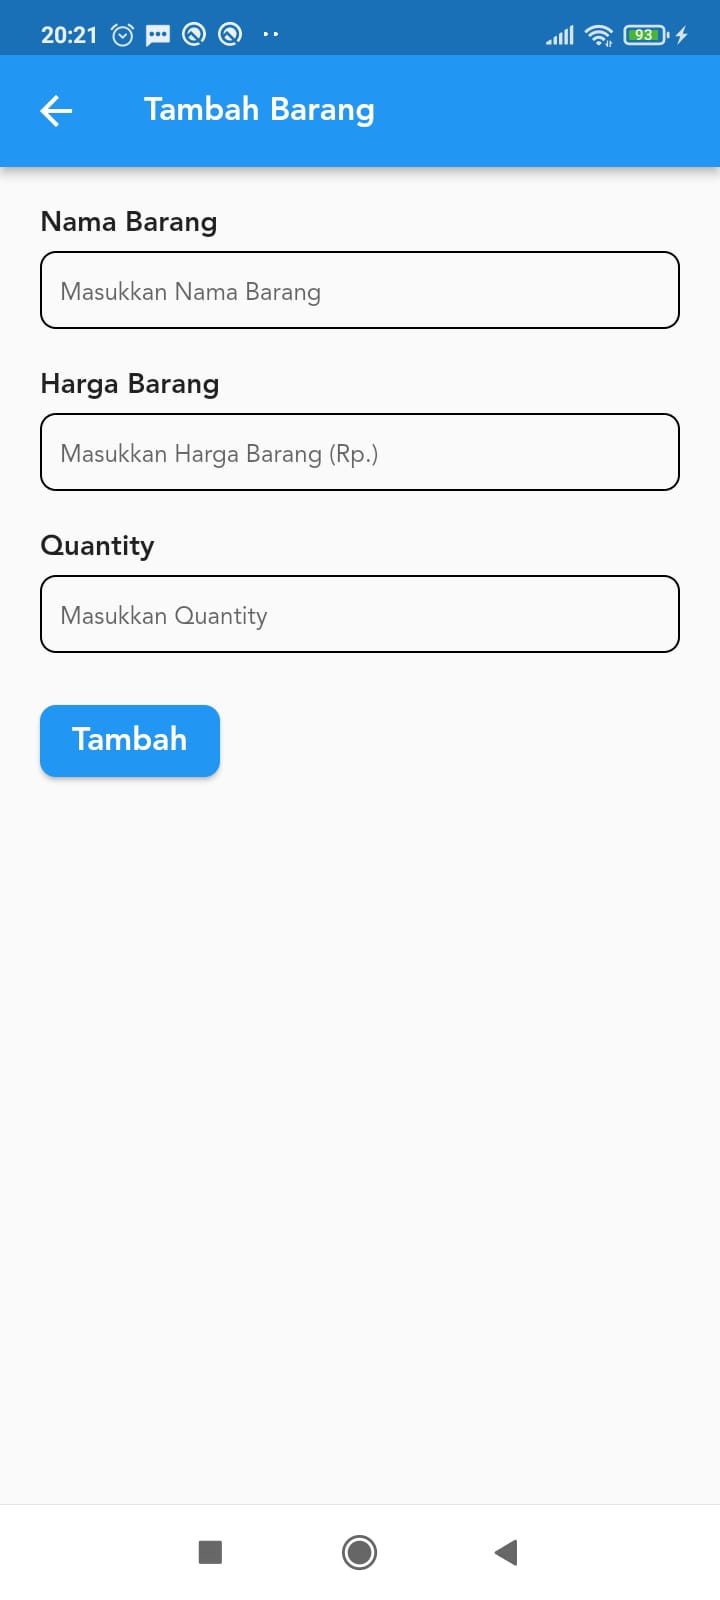 20:21
93
Tambah Barang
Nama Barang
Masukkan Nama Barang
Harga Barang
Masukkan Harga Barang (Rp.)
Quantity
Masukkan Quantity
Tambah